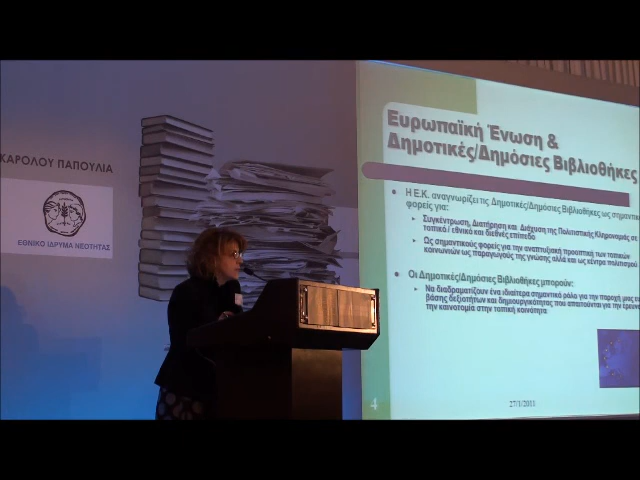 ΚΑΡΟΛΟΥ ΠΑΠΟΥΛΙΑ
ΕΘΝΙΚΟ ΙΔΡΥΜΑ ΝΕΟΤΗΤΑΣ
Ευρωπαϊκή Ένωση &
Δημοτικές/Δημόσιες Βιβλιοθήκες
Η Ε.Κ. αναγνωρίζει τις Δημοτικές/Δημόσιες Βιβλιοθήκες ως σημαντ
φορείς για:
Συγκέντρωση, Διατήρηση και Διάχυση της Πολιτιστικής Κληρονομιάς σε
τοπικό / εθνικό και διεθνές επίπεδο
Ως σημαντικούς φορείς για την αναπτυξιακή προοπτική των τοπικών
κοινωνιών ως παραγωγούς της γνώσης αλλά και ως κέντρα πολιτισμού
Οι Δημοτικές/Δημόσιες Βιβλιοθήκες μπορούν:
Να διαδραματίζουν ένα ιδιαίτερα σημαντικό ρόλο για την παροχή μιας ευ
βάσης δεξιοτήτων και δημιουργικότητας που απαιτούνται για την έρευνα
την καινοτομία στην τοπική κοινότητα
4
27/1/2011